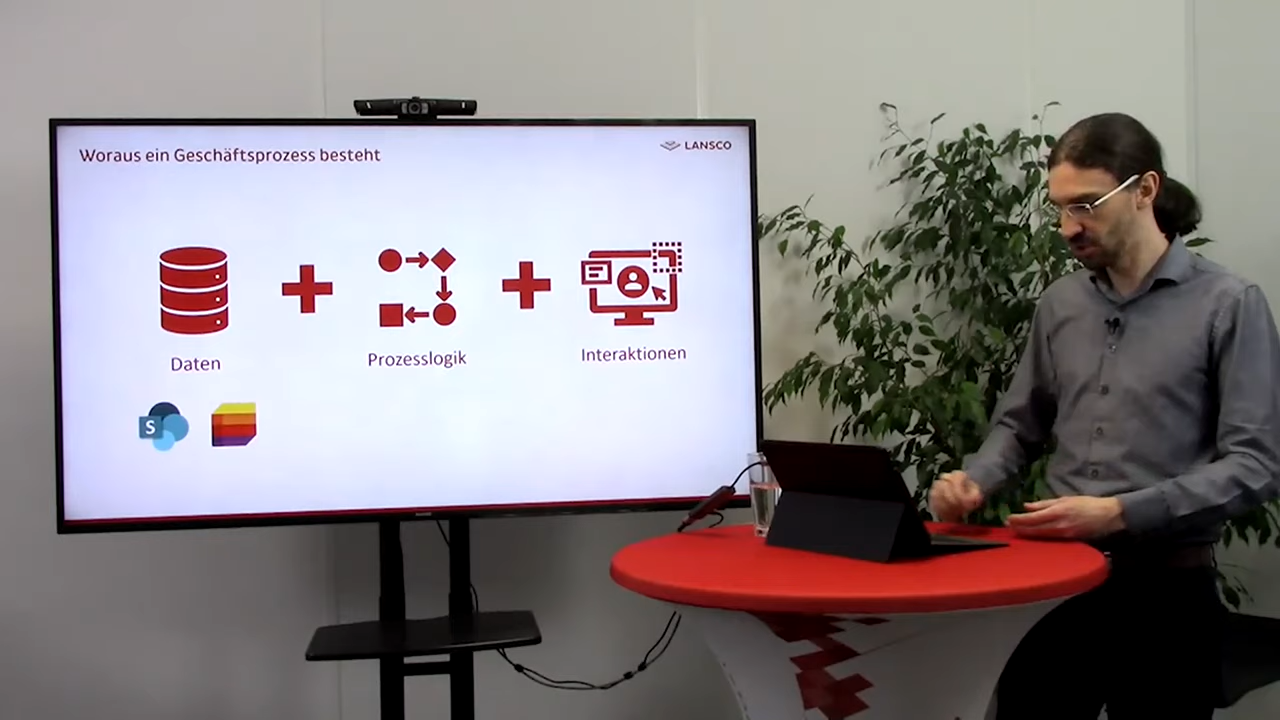 Woraus ein Geschäftsprozess besteht
LANSCO
Daten
Prozesslogik
Interaktionen
S